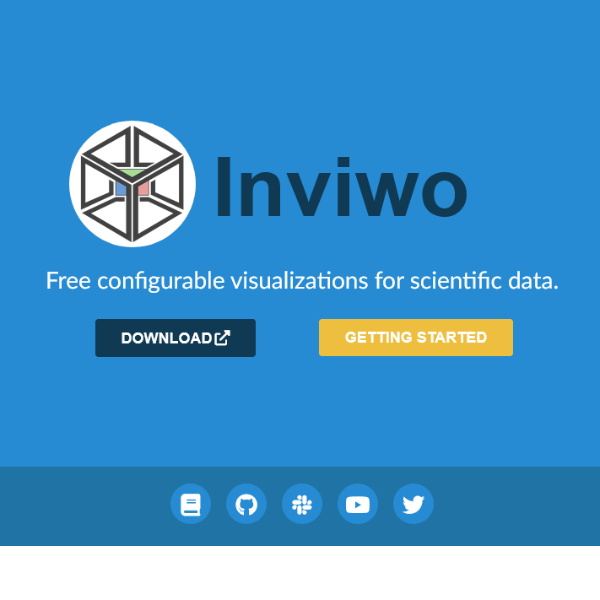 Inviwo
Free configurable visualizations for scientific data.
DOWNLOAD
GETTING STARTED